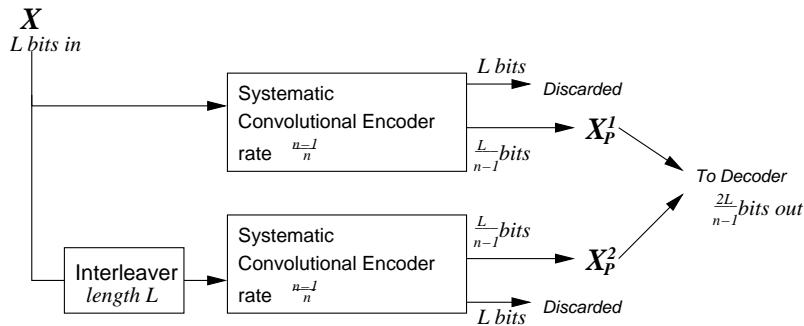 X
L bits in
Systematic
Convolutional Encoder
rate n−1/n
L bits
Discarded
L/n−1 bits
X_P^1
To Decoder
2L/n−1 bits out
Interleaver
length L
Systematic
Convolutional Encoder
rate n−1/n
L/n−1 bits
X_P^2
L bits
Discarded